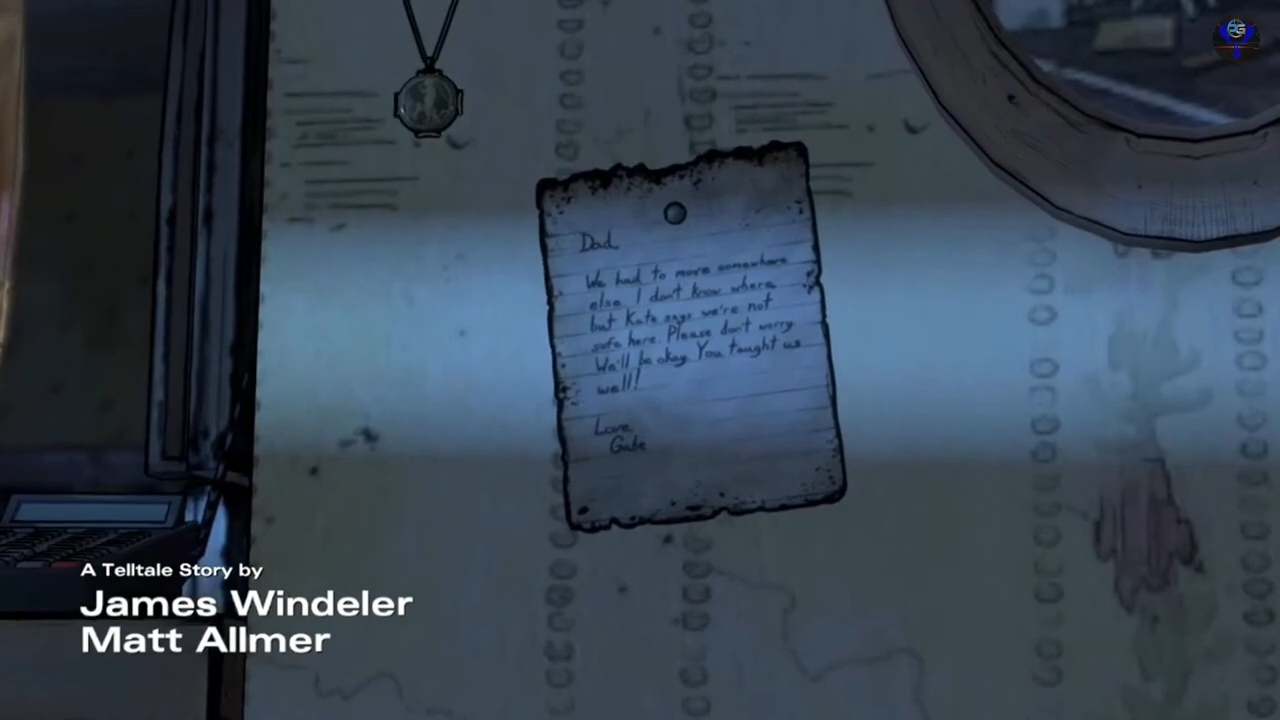 Dad
We had to move somewhere
else. I don't know where
but Kate says we're not
safe here. Please don't worry.
We'll be okay. You taught us
well!
Love,
Gabe
A Telltale Story by
James Windeler
Matt Allmer